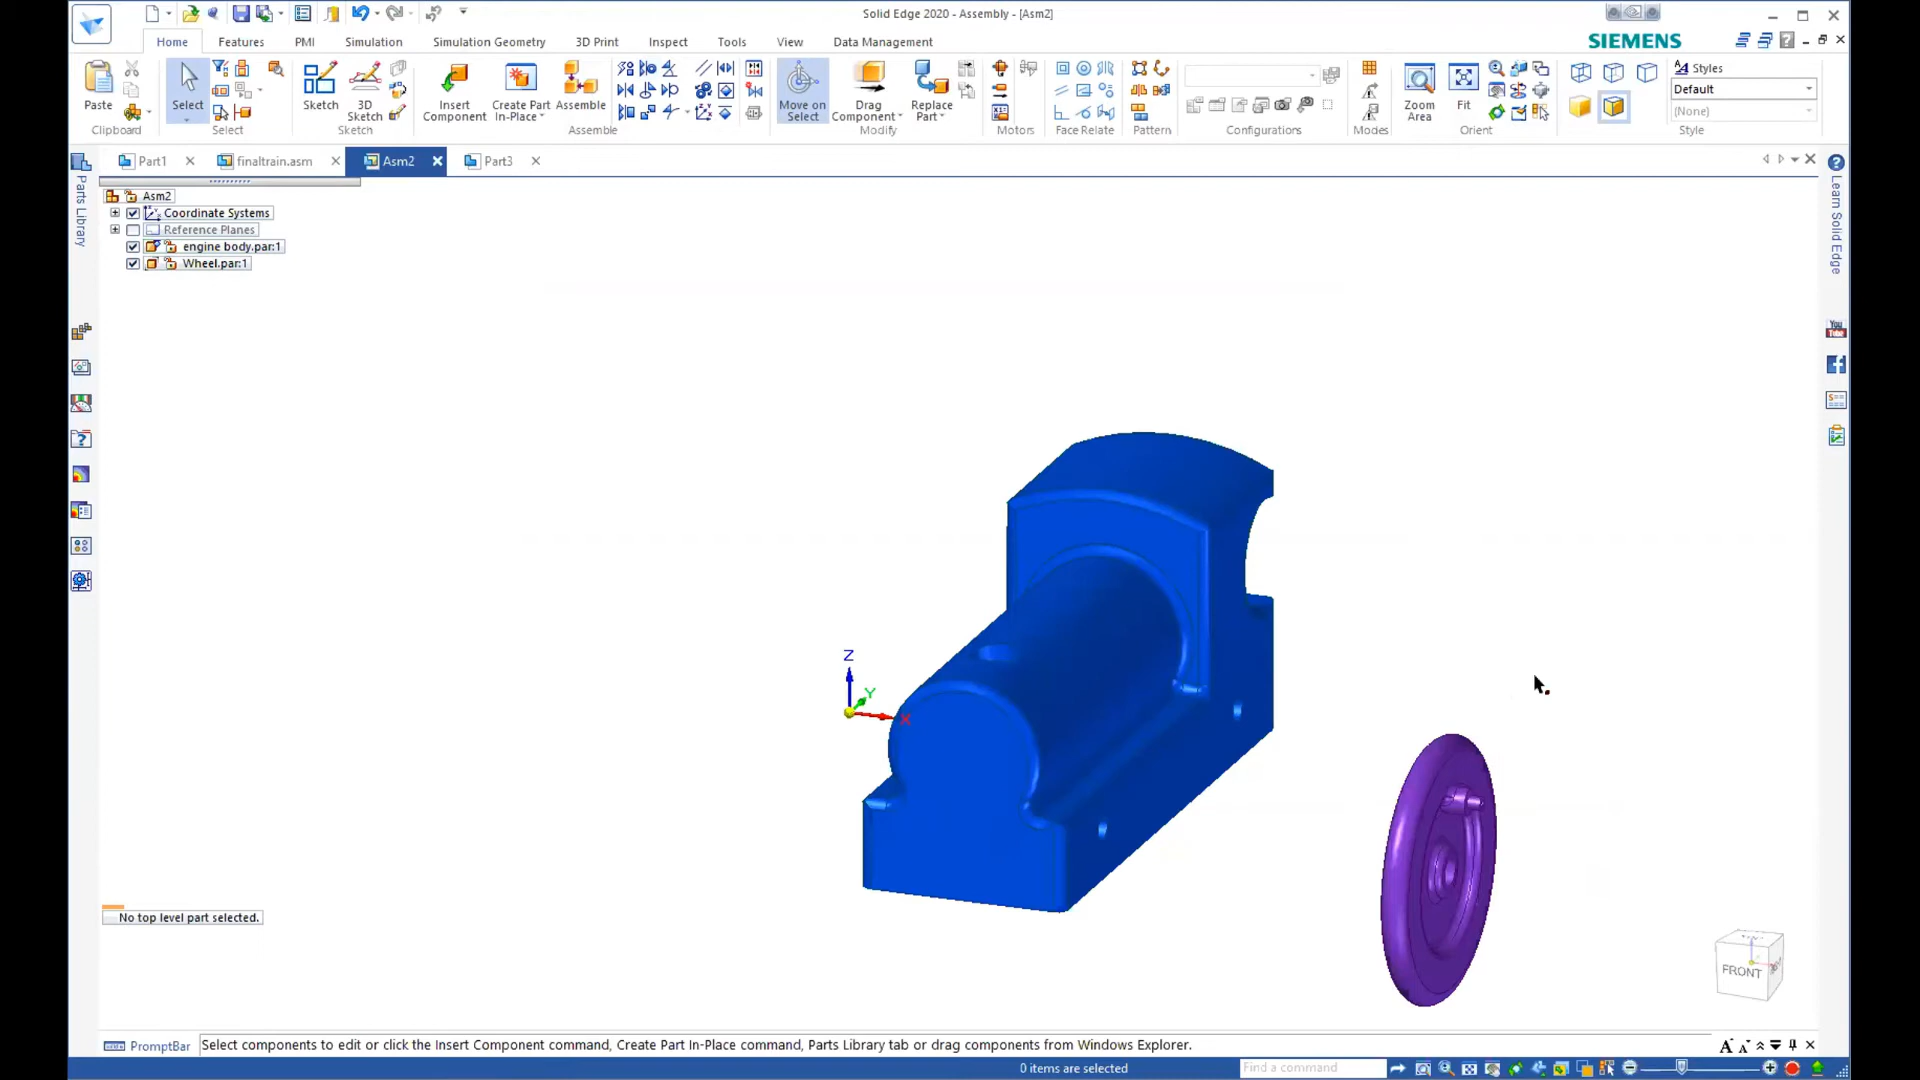 Solid Edge 2020 - Assembly - [Asm2]
Home Features PMI Simulation Simulation Geometry 3D Print Inspect Tools View Data Management
SIEMENS
Paste
Clipboard
Select
Select
Sketch
3D
Sketch
Sketch
Insert
Component
Create Part
In-Place
Assemble
Assemble
Move on
Select
Drag
Component
Replace
Part
Modify
Motors
Face Relate
Pattern
Configurations
Modes
Zoom
Area
Fit
Orient
Styles
Default
(None)
Style
Part1
finaltrain.asm
Asm2
Part3
Parts Library
Learn Solid Edge
Asm2
Coordinate Systems
Reference Planes
engine body.par:1
Wheel.par:1
Z
Y
X
No top level part selected.
FRONT
PromptBar
Select components to edit or click the Insert Component command, Create Part In-Place command, Parts Library tab or drag components from Windows Explorer.
0 items are selected
Find a command